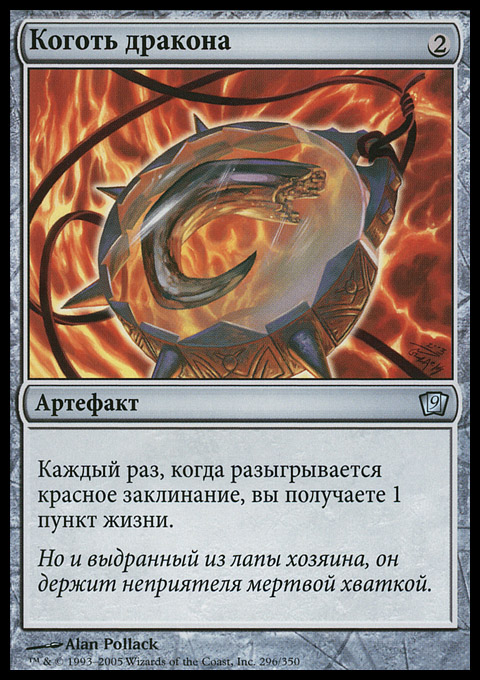 Коготь дракона 2
Артефакт 9
Каждый раз, когда разыгрывается
красное заклинание, вы получаете 1
пункт жизни.
Но и выдранный из лапы хозяина, он
держит неприятеля мертвой хваткой.
Alan Pollack
™ & © 1993–2005 Wizards of the Coast, Inc. 296/350